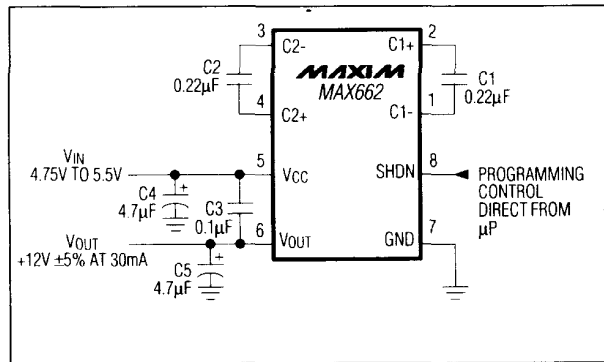 3
C2-
C1+
2
C2
0.22µF
MAXIM
MAX662
C1
0.22µF
4
C2+
C1-
1
VIN
4.75V TO 5.5V
5
VCC
SHDN
8
PROGRAMMING
CONTROL
DIRECT FROM
µP
C4
4.7µF
+
C3
0.1µF
VOUT
+12V ±5% AT 30mA
6
VOUT
GND
7
C5
4.7µF
+